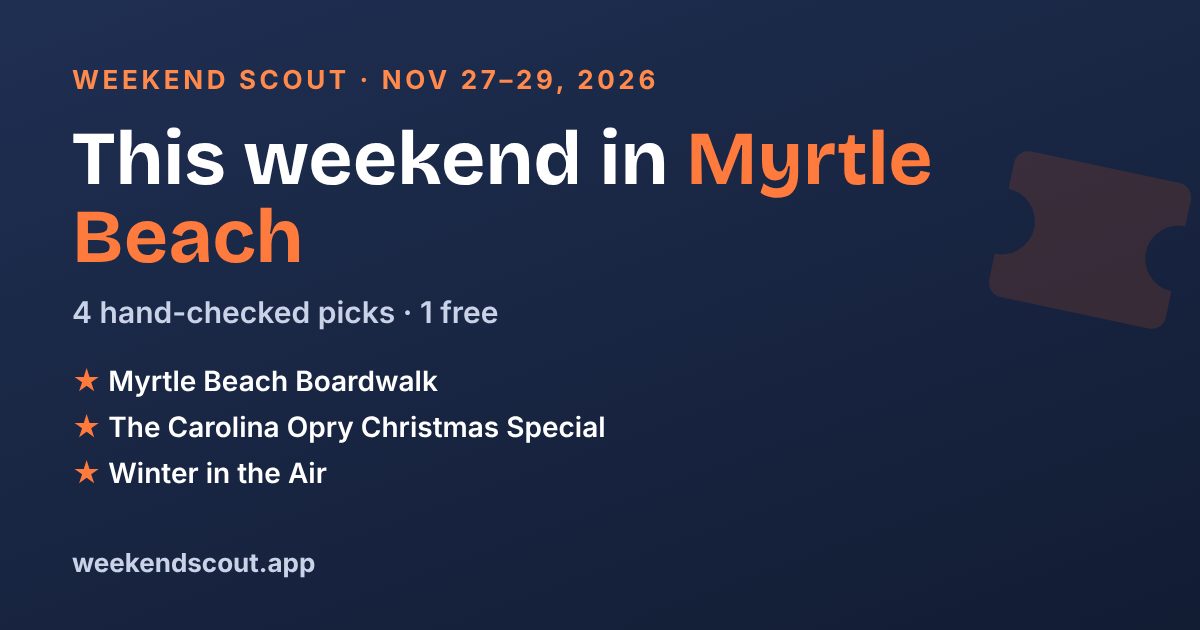 WEEKEND SCOUT · NOV 27–29, 2026
This weekend in Myrtle
Beach
4 hand-checked picks · 1 free
★ Myrtle Beach Boardwalk
★ The Carolina Opry Christmas Special
★ Winter in the Air
weekendscout.app